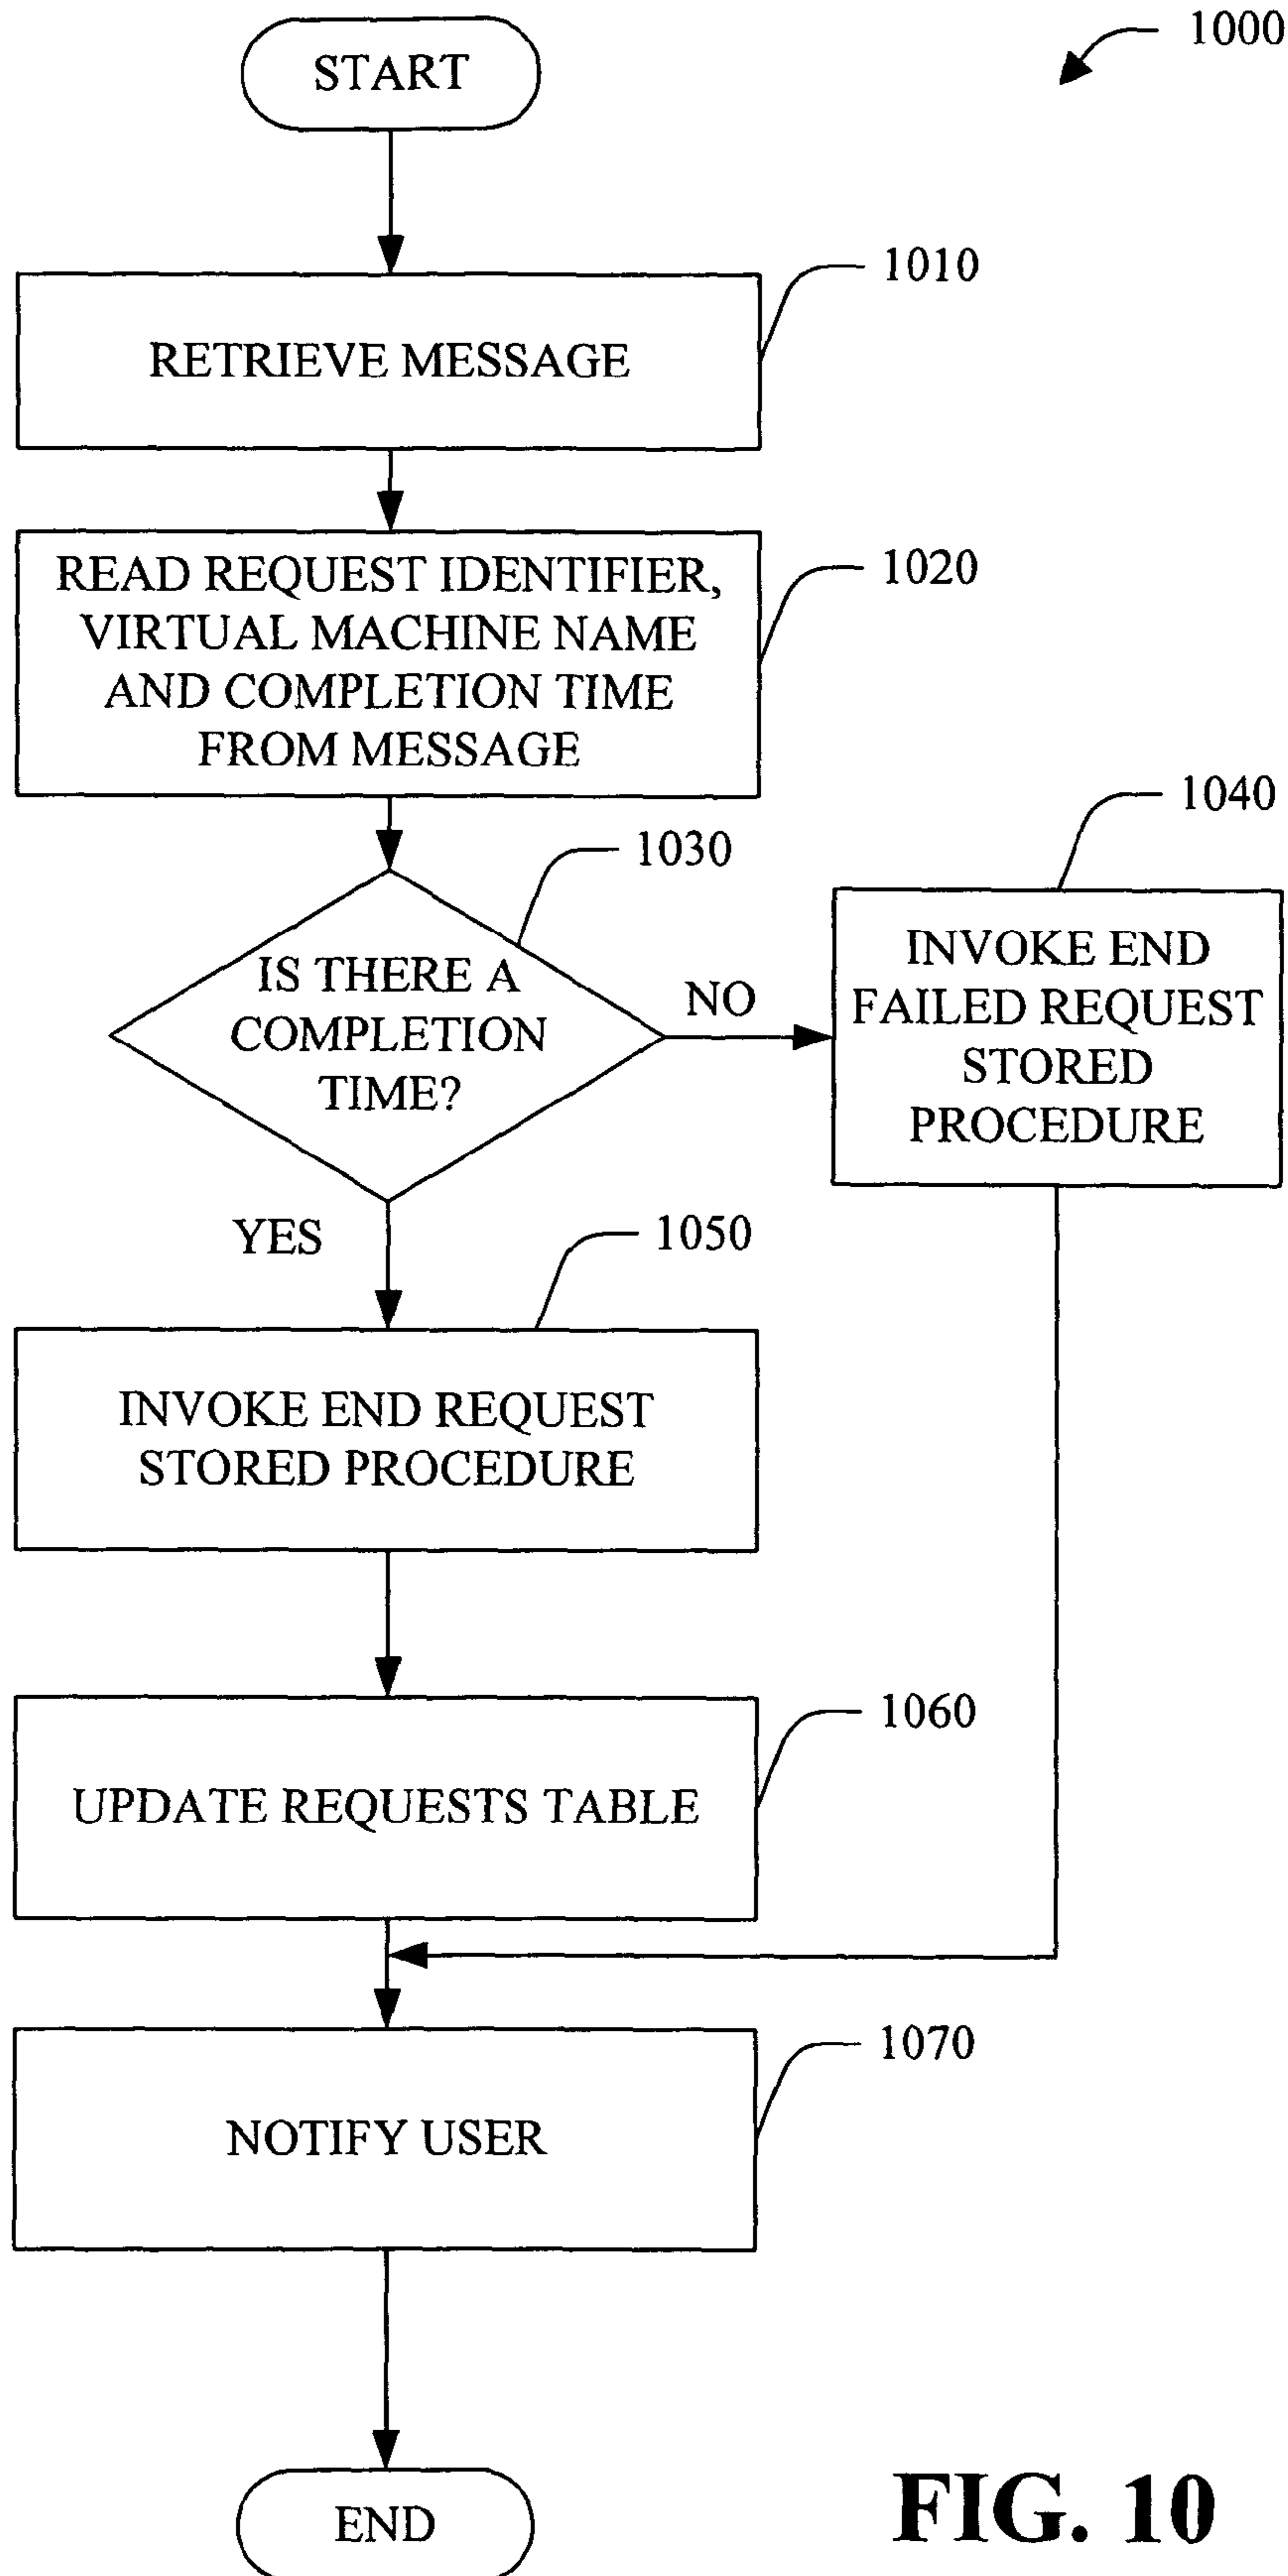 1000
START
1010
RETRIEVE MESSAGE
1020
READ REQUEST IDENTIFIER,
VIRTUAL MACHINE NAME
AND COMPLETION TIME
FROM MESSAGE
1030
IS THERE A
COMPLETION
TIME?
NO
1040
INVOKE END
FAILED REQUEST
STORED
PROCEDURE
YES
1050
INVOKE END REQUEST
STORED PROCEDURE
1060
UPDATE REQUESTS TABLE
1070
NOTIFY USER
END
FIG. 10